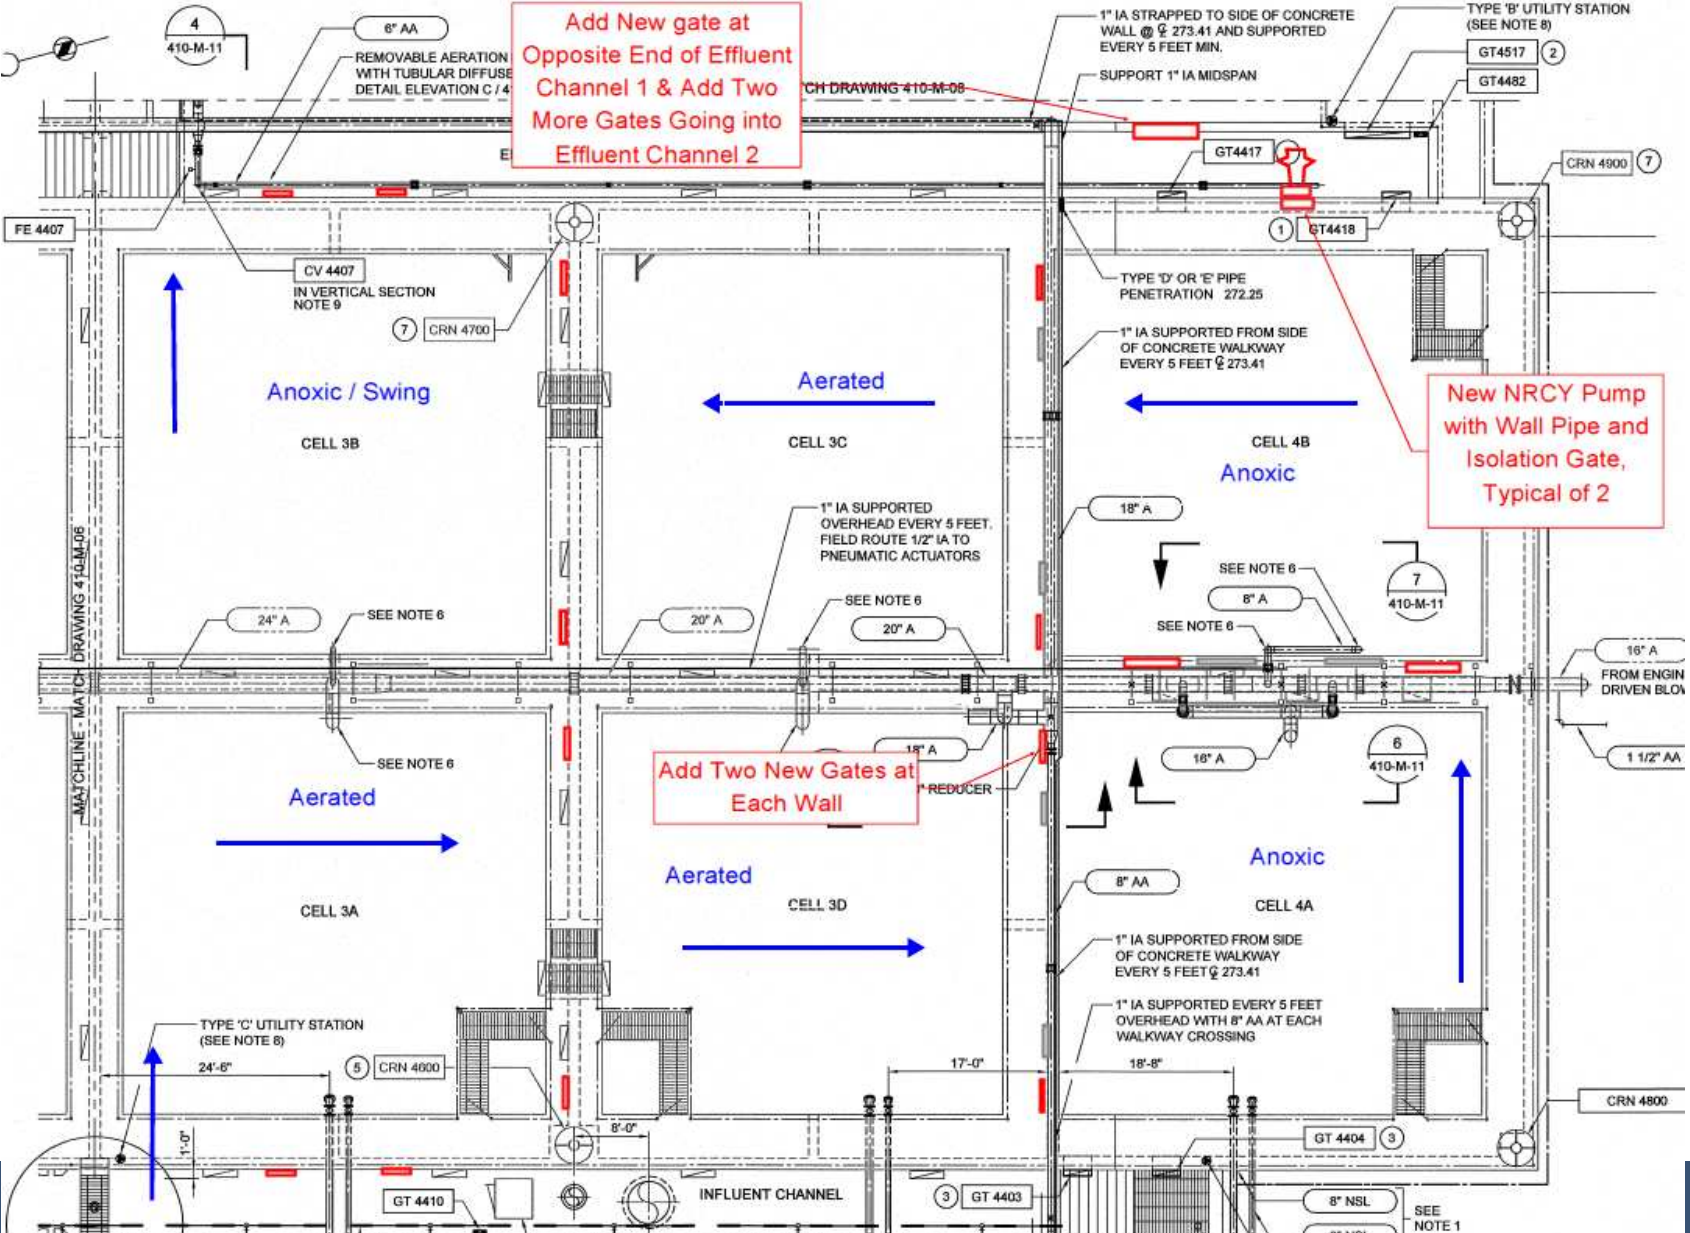 4
410-M-11
6" AA
REMOVABLE AERATION
WITH TUBULAR
DETAIL ELEVATION C /
Add New gate at
Opposite End of Effluent
Channel 1 & Add Two
More Gates Going into
Effluent Channel 2
DRAWING 410-M-08
1" IA STRAPPED TO SIDE OF CONCRETE
WALL @ ℄ 273.41 AND SUPPORTED
EVERY 5 FEET MIN.
SUPPORT 1" IA MIDSPAN
TYPE 'B' UTILITY STATION
(SEE NOTE 8)
GT4517 2
GT4482
GT4417
CRN 4900 7
FE 4407
1 GT4418
CV 4407
IN VERTICAL SECTION
NOTE 9
7 CRN 4700
TYPE 'D' OR 'E' PIPE
PENETRATION 272.25
1" IA SUPPORTED FROM SIDE
OF CONCRETE WALKWAY
EVERY 5 FEET ℄ 273.41
Anoxic / Swing
CELL 3B
Aerated
CELL 3C
CELL 4B
Anoxic
New NRCY Pump
with Wall Pipe and
Isolation Gate,
Typical of 2
MATCHLINE MATCH DRAWING 410-M-06
1" IA SUPPORTED
OVERHEAD EVERY 5 FEET.
FIELD ROUTE 1/2" IA TO
PNEUMATIC ACTUATORS
18" A
SEE NOTE 6
7
410-M-11
8" A
SEE NOTE 6
24" A
SEE NOTE 6
20" A
SEE NOTE 6
20" A
16" A
FROM
DRIVEN
SEE NOTE 6
18" A
REDUCER
Add Two New Gates at
Each Wall
16" A
6
410-M-11
1 1/2" AA
Aerated
CELL 3A
Aerated
CELL 3D
8" AA
Anoxic
CELL 4A
1" IA SUPPORTED FROM SIDE
OF CONCRETE WALKWAY
EVERY 5 FEET ℄ 273.41
1" IA SUPPORTED EVERY 5 FEET
OVERHEAD WITH 8" AA AT EACH
WALKWAY CROSSING
TYPE 'C' UTILITY STATION
(SEE NOTE 8)
24'-6"
5 CRN 4600
17'-0"
18'-8"
CRN 4800
1'-0"
8'-0"
GT 4404 3
GT 4410
INFLUENT CHANNEL
3 GT 4403
8" NSL
SEE
NOTE 1